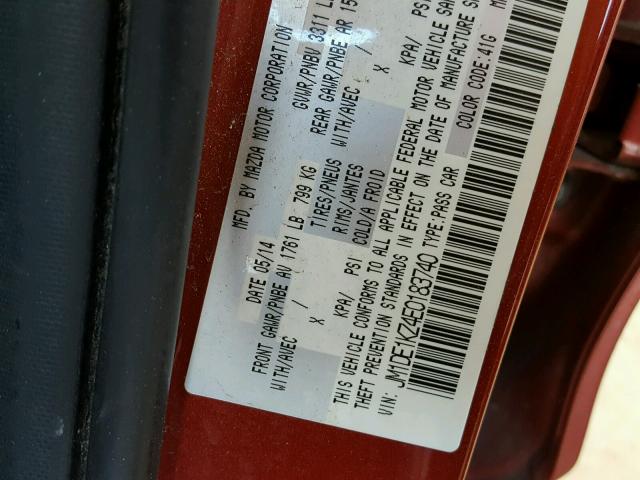 MFD. BY MAZDA MOTOR CORPORATION
DATE 05/14 GVWR/PNBV 3311 L
FRONT GAWR/PNBE AV 1761 LB 799 KG REAR GAWR/PNBE AR 15
WITH/AVEC TIRES/PNEUS WITH/AVEC
X RIMS/JANTES X
KPA/ PSI COLD/A FROID KPA/ PSI
THIS VEHICLE CONFORMS TO ALL APPLICABLE FEDERAL MOTOR VEHICLE SAF
THEFT PREVENTION STANDARDS IN EFFECT ON THE DATE OF MANUFACTURE S
VIN: JM1DE1KZ4E0183740 TYPE:PASS CAR COLOR CODE:41G